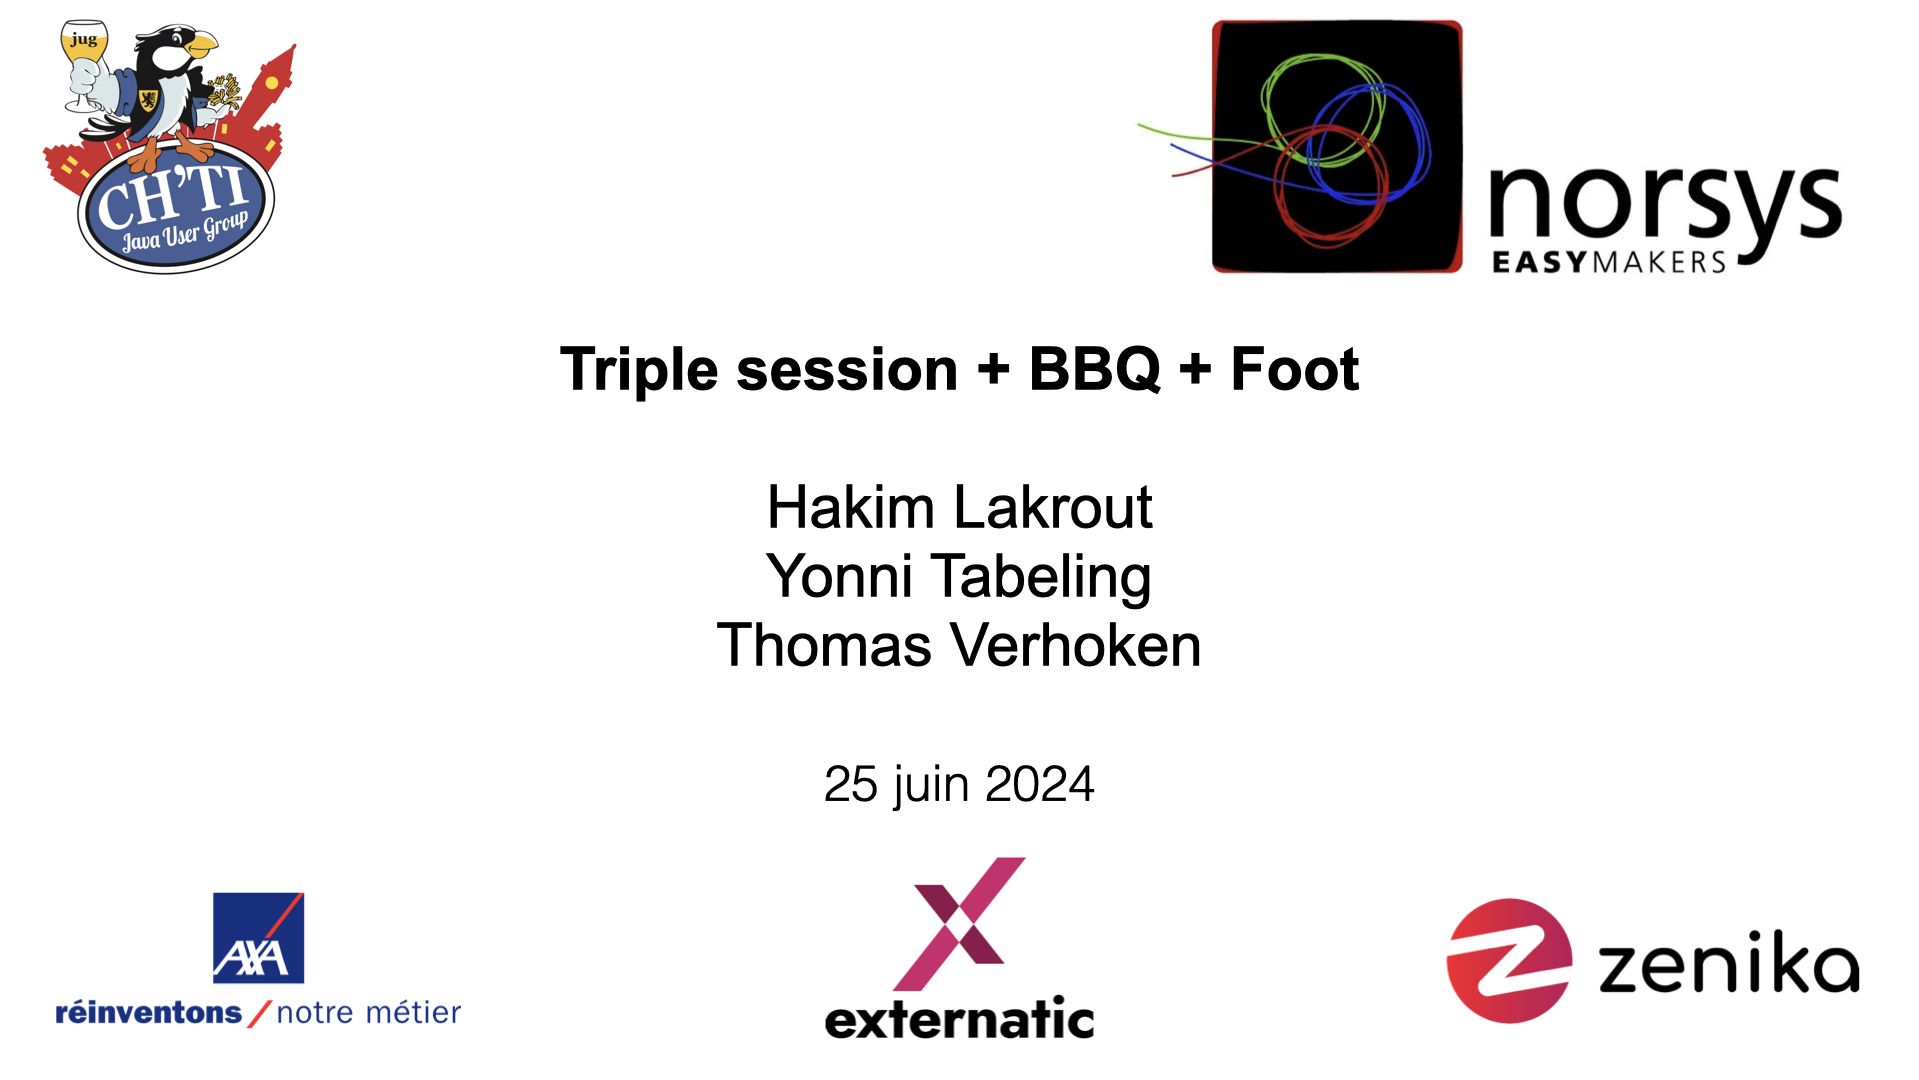 jug
CH'TI
Java User Group
norsys
EASYMAKERS
Triple session + BBQ + Foot
Hakim Lakrout
Yonni Tabeling
Thomas Verhoken
25 juin 2024
AXA
réinventons / notre métier
externatic
zenika